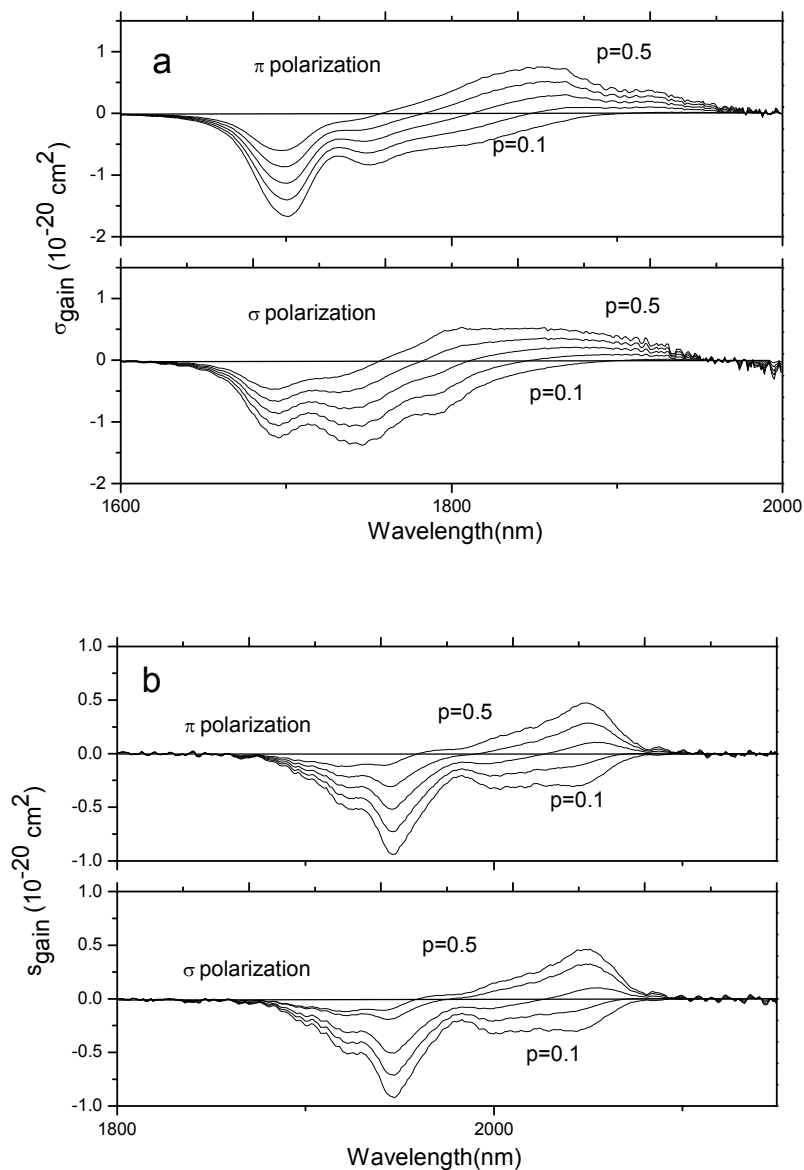 a
π polarization
p=0.5
p=0.1
1
0
-1
-2
σ polarization
p=0.5
p=0.1
1
0
-1
-2
σgain (10-20 cm2)
1600
1800
2000
Wavelength(nm)
b
π polarization
p=0.5
p=0.1
1.0
0.5
0.0
-0.5
-1.0
σ polarization
p=0.5
p=0.1
1.0
0.5
0.0
-0.5
-1.0
sgain (10-20 cm2)
1800
2000
Wavelength(nm)